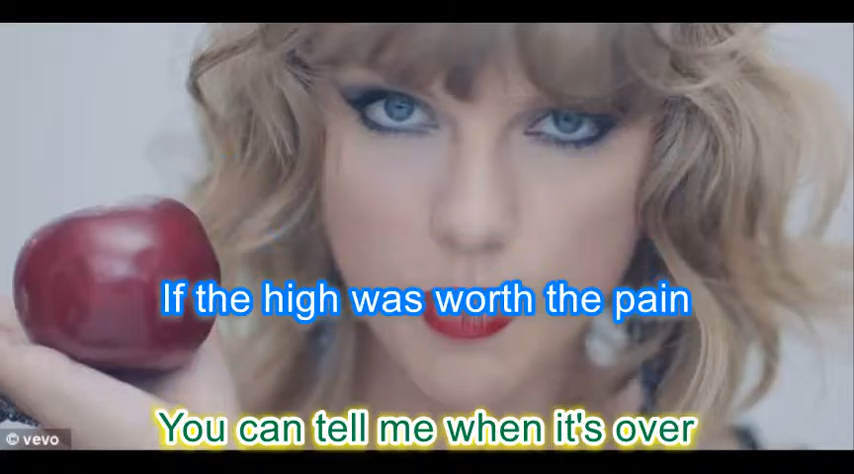 If the high was worth the pain
You can tell me when it's over
© vevo